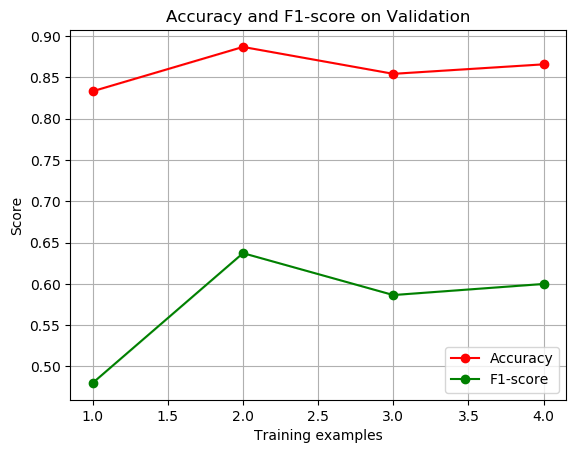 Accuracy and F1-score on Validation
0.90
0.85
0.80
0.75
0.70
0.65
0.60
0.55
0.50
Score
Accuracy
F1-score
1.0 1.5 2.0 2.5 3.0 3.5 4.0
Training examples